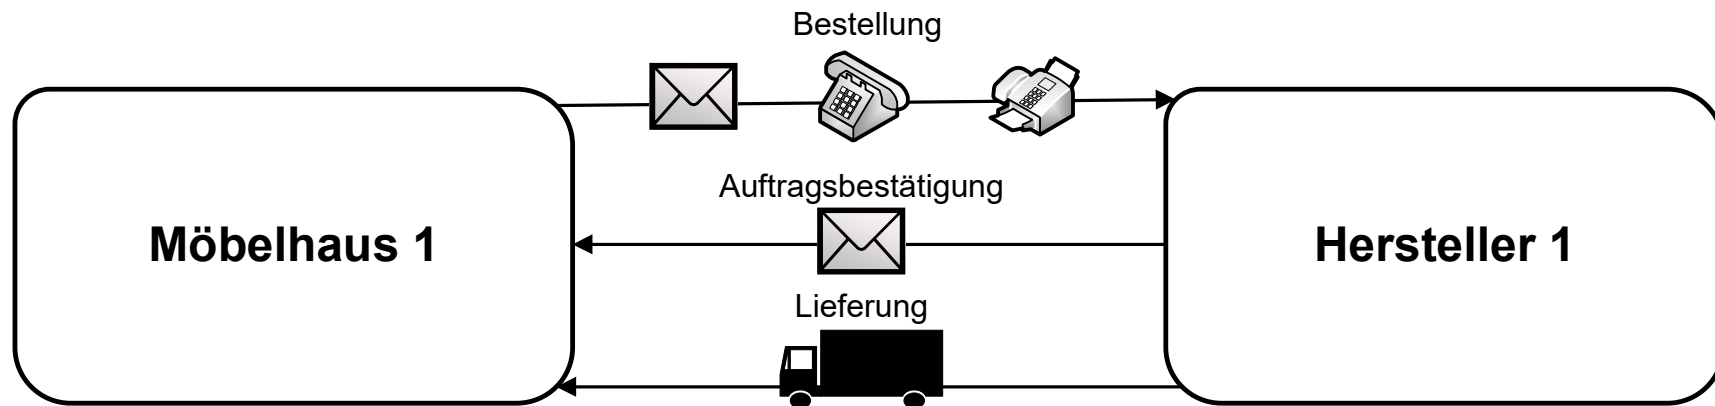 Bestellung
Auftragsbestätigung
Möbelhaus 1
Hersteller 1
Lieferung